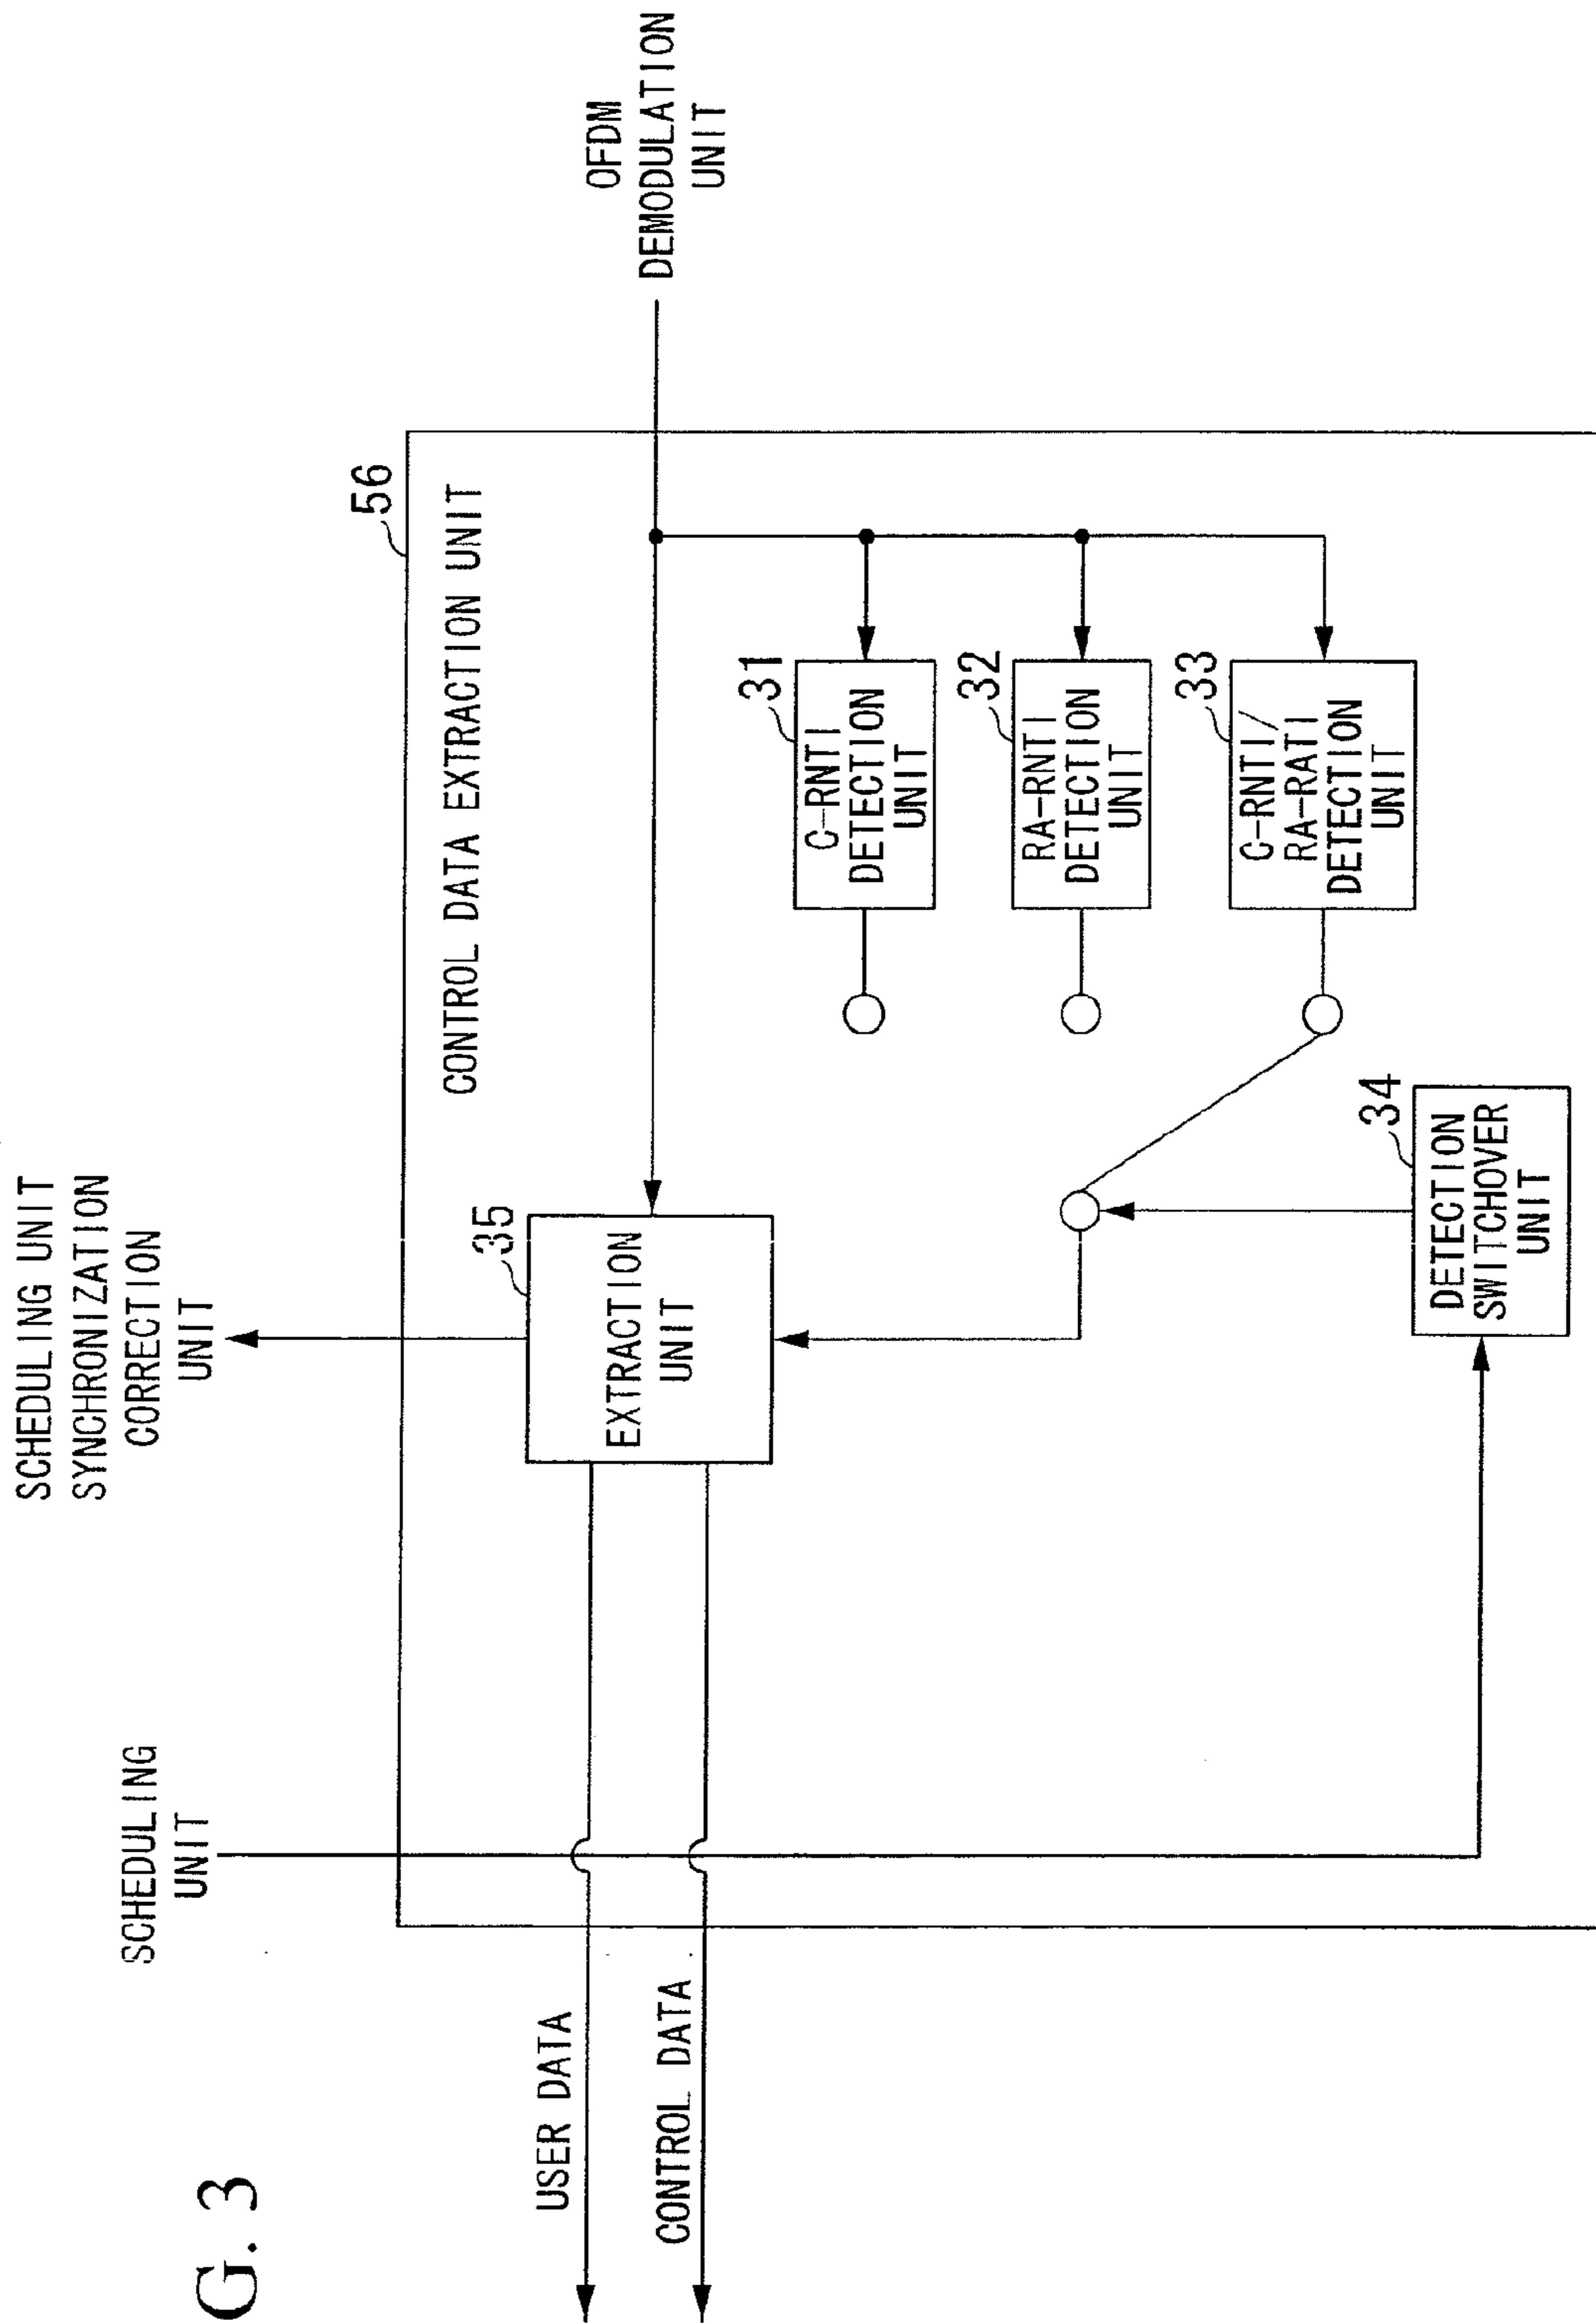 G. 3
SCHEDULING
UNIT
SCHEDULING UNIT
SYNCHRONIZATION
CORRECTION
UNIT
56
CONTROL DATA EXTRACTION UNIT
OFDM
DEMODULATION
UNIT
USER DATA
CONTROL DATA
35
EXTRACTION
UNIT
31
C-RNTI
DETECTION
UNIT
32
RA-RNTI
DETECTION
UNIT
33
C-RNTI/
RA-RATI
DETECTION
UNIT
34
DETECTION
SWITCHOVER
UNIT